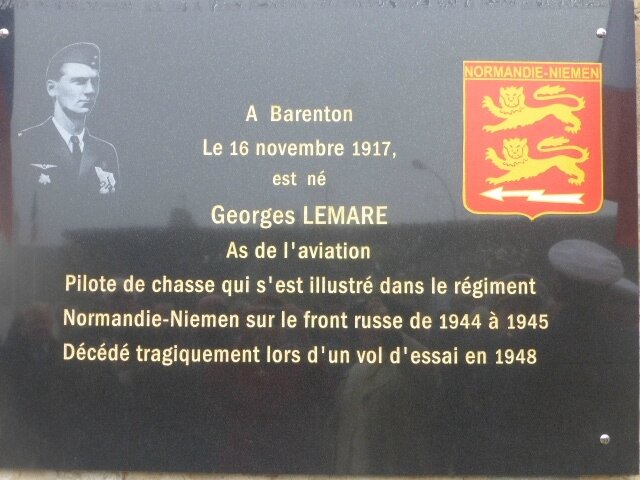 NORMANDIE-NIEMEN
A Barenton
Le 16 novembre 1917,
est né
Georges LEMARE
As de l'aviation
Pilote de chasse qui s'est illustré dans le régiment
Normandie-Niemen sur le front russe de 1944 à 1945
Décédé tragiquement lors d'un vol d'essai en 1948